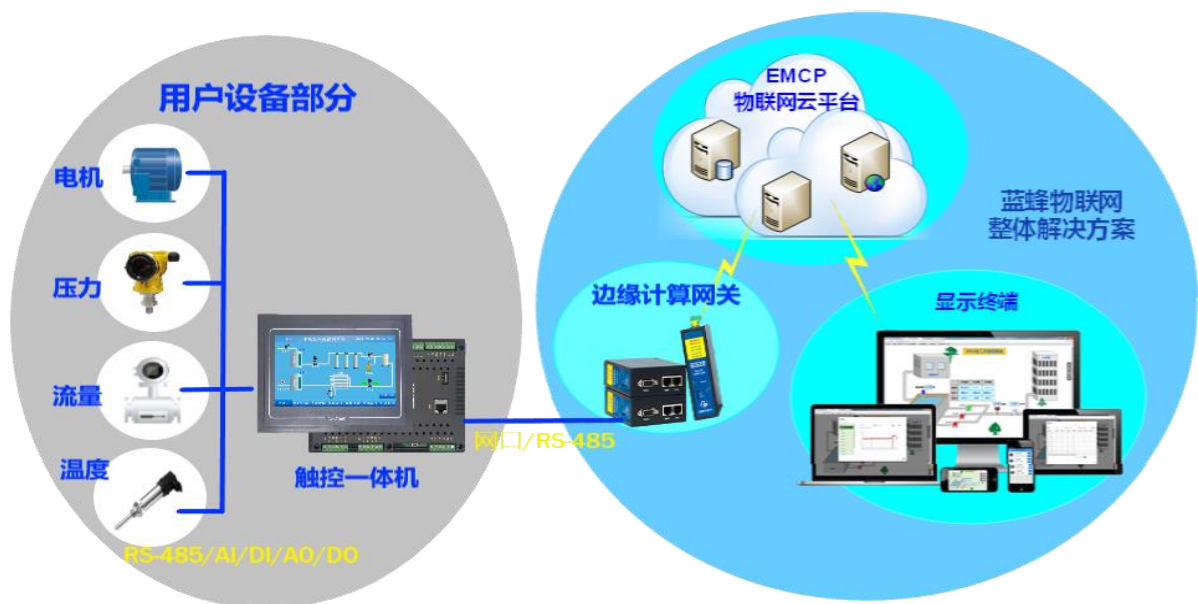 用户设备部分
电机
压力
流量
温度
触控一体机
RS-485/AI/DI/AO/DO
网口/RS-485
EMCP
物联网云平台
蓝蜂物联网
整体解决方案
边缘计算网关
显示终端